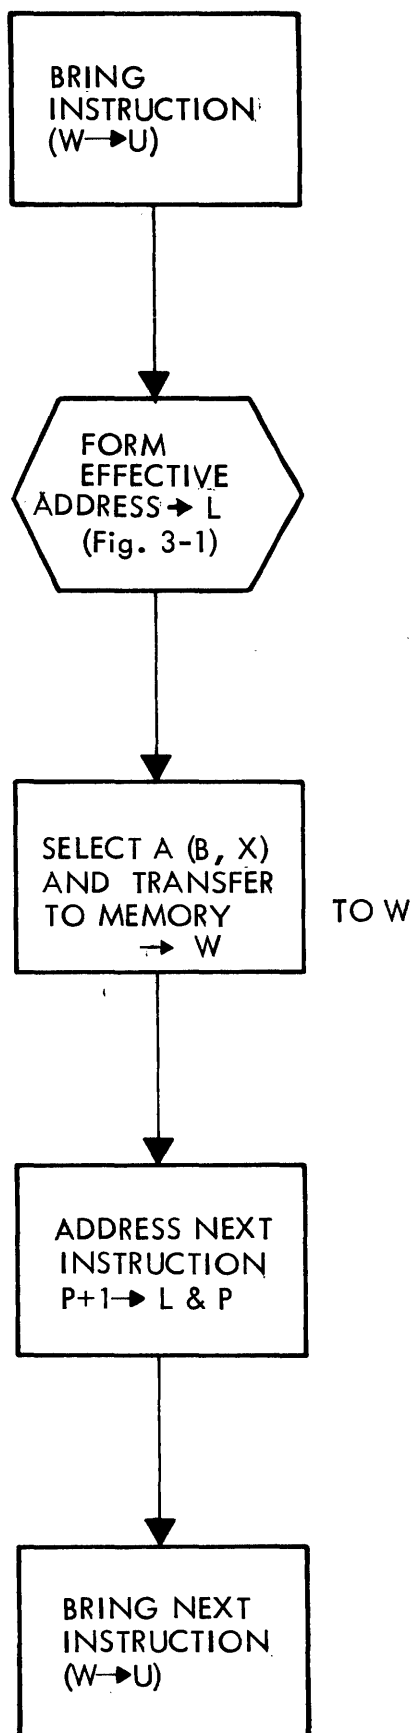 BRING
INSTRUCTION
(W→U)
FORM
EFFECTIVE
ADDRESS → L
(Fig. 3-1)
SELECT A (B, X)
AND TRANSFER
TO MEMORY
→ W
TO W
ADDRESS NEXT
INSTRUCTION
P+1→ L & P
BRING NEXT
INSTRUCTION
(W→U)